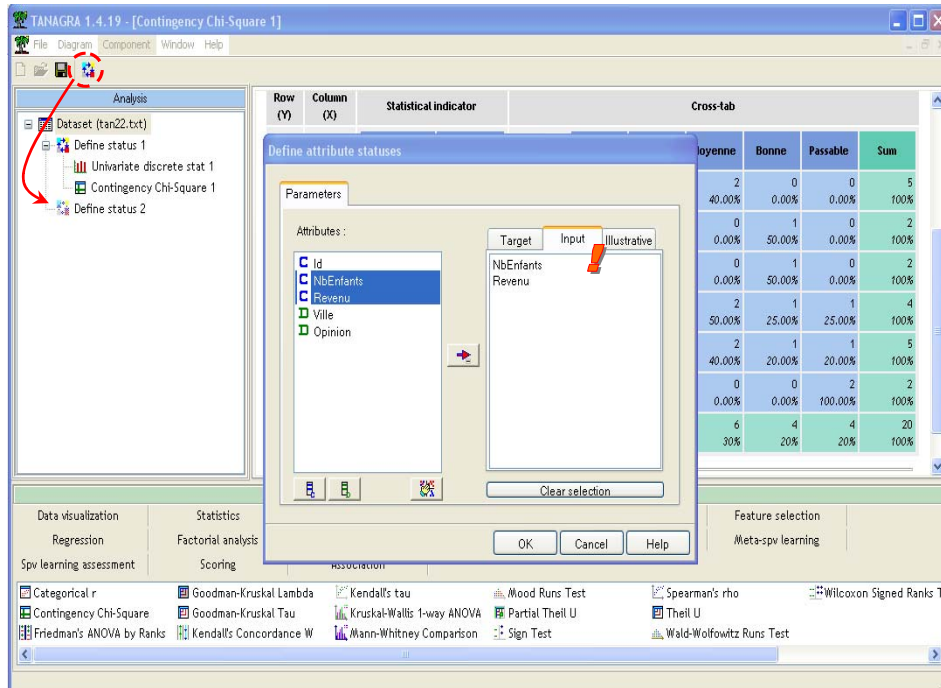 TANAGRA 1.4.19 - [Contingency Chi-Square 1]
File Diagram Component Window Help
Analysis
Dataset (tan22.txt)
Define status 1
Univariate discrete stat 1
Contingency Chi-Square 1
Define status 2
Row (Y) Column (X) Statistical indicator Cross-tab
oyenne Bonne Passable Sum
2 0 0 5
40.00% 0.00% 0.00% 100%
0 1 0 2
0.00% 50.00% 0.00% 100%
0 1 0 2
0.00% 50.00% 0.00% 100%
2 1 1 4
50.00% 25.00% 25.00% 100%
2 1 1 5
40.00% 20.00% 20.00% 100%
0 0 2 2
0.00% 0.00% 100.00% 100%
6 4 4 20
30% 20% 20% 100%
Define attribute statuses
Parameters
Attributes :
C Id
C NbEnfants
C Revenu
D Ville
D Opinion
Target Input Illustrative
!
NbEnfants
Revenu
Clear selection
OK Cancel Help
Data visualization Statistics Feature selection
Regression Factorial analysis Meta-spv learning
Spv learning assessment Scoring Association
Categorical r Goodman-Kruskal Lambda Kendall's tau Mood Runs Test Spearman's rho Wilcoxon Signed Ranks T
Contingency Chi-Square Goodman-Kruskal Tau Kruskal-Wallis 1-way ANOVA Partial Theil U Theil U
Friedman's ANOVA by Ranks Kendall's Concordance W Mann-Whitney Comparison Sign Test Wald-Wolfowitz Runs Test